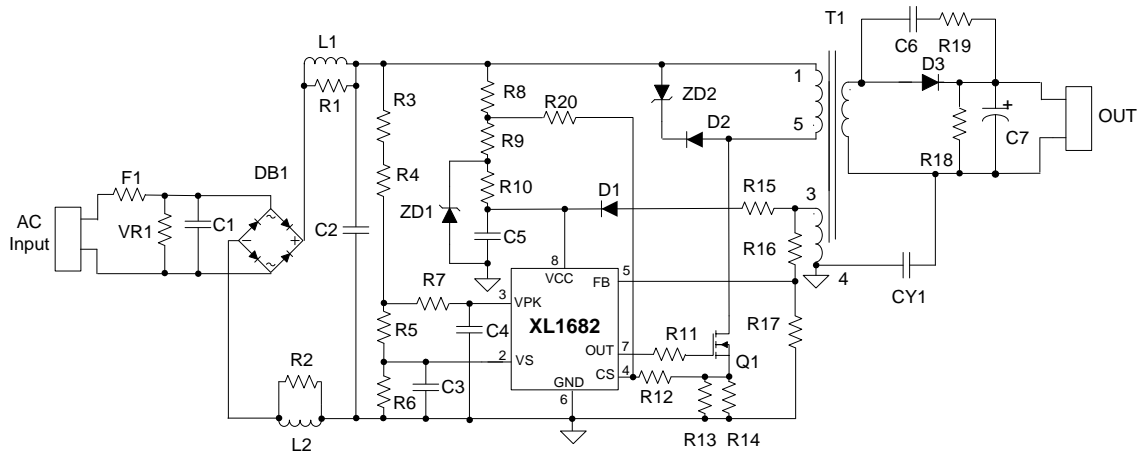 T1
C6
R19
D3
L1
R1
R3
R8
R20
ZD2
1
+
C7
OUT
D2
5
R9
R18
R4
R10
D1
R15
3
F1
DB1
AC
Input
VR1
C1
~
− +
~
C2
ZD1
C5
R16
4
CY1
8
VCC
5
FB
R7
3
VPK
XL1682
R17
R5
C4
R11
OUT
7
Q1
2
VS
R2
C3
CS
4
R12
GND
6
R6
L2
R13
R14